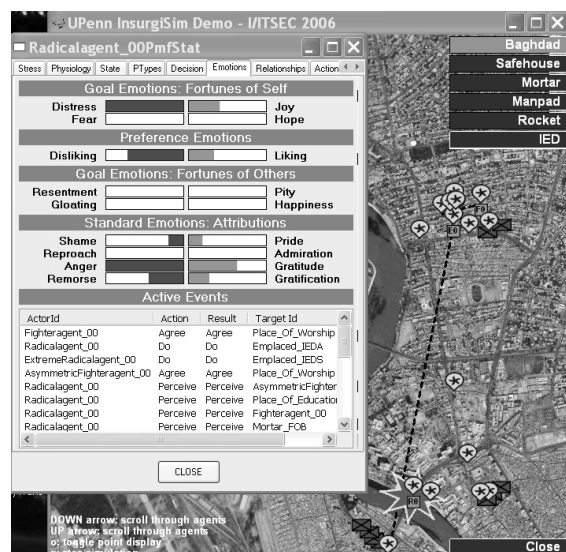 UPenn InsurgiSim Demo - I/ITSEC 2006
Radicalagent_00PmfStat
Stress Physiology State PTypes Decision Emotions Relationships Action
Goal Emotions: Fortunes of Self
Distress Joy
Fear Hope
Preference Emotions
Disliking Liking
Goal Emotions: Fortunes of Others
Resentment Pity
Gloating Happiness
Standard Emotions: Attributions
Shame Pride
Reproach Admiration
Anger Gratitude
Remorse Gratification
Active Events
ActorId Action Result Target Id
Fighteragent_00 Agree Agree Place_Of_Worship
Radicalagent_00 Do Do Emplaced_IEDA
ExtremeRadicalagent_00 Do Do Emplaced_IEDS
AsymmetricFighteragent_00 Agree Agree Place_Of_Worship
Radicalagent_00 Perceive Perceive AsymmetricFighter
Radicalagent_00 Perceive Perceive Place_Of_Educatio
Radicalagent_00 Perceive Perceive Fighteragent_00
Radicalagent_00 Perceive Perceive Mortar_FOB
CLOSE
Baghdad
Safehouse
Mortar
Manpad
Rocket
IED
E0
R0
DOWN arrow: scroll through agents
UP arrow: scroll through agents
o: toggle point display
Close